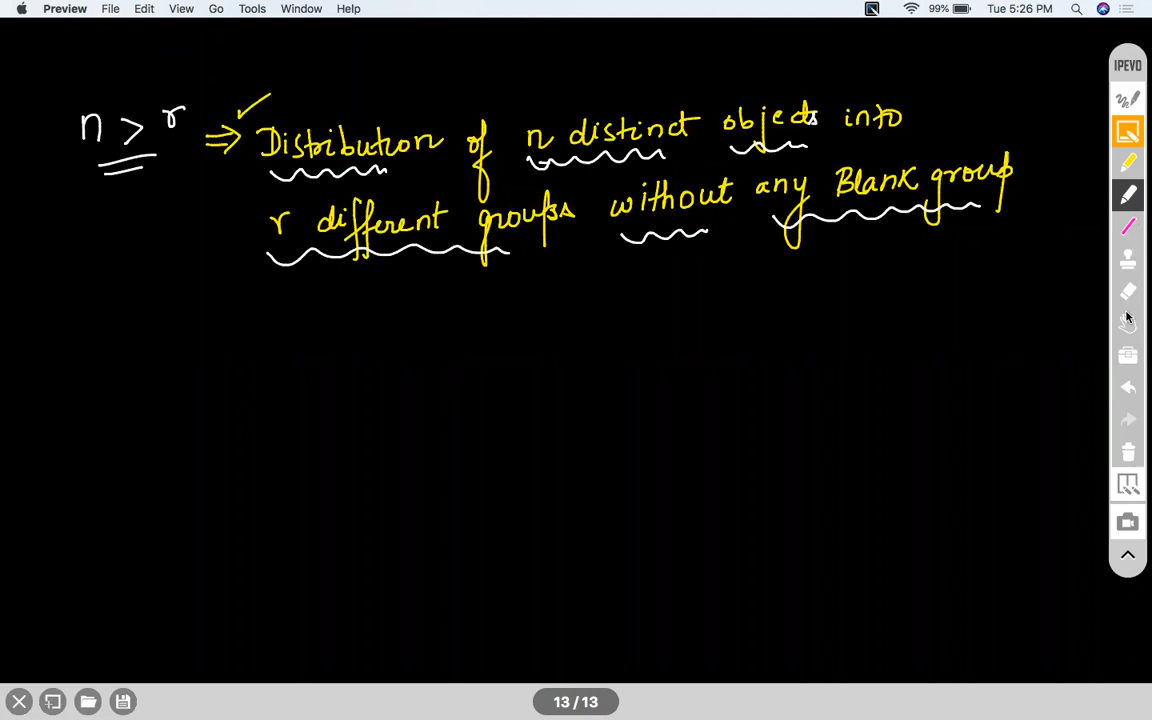 Preview File Edit View Go Tools Window Help 99% Tue 5:26 PM
IPEVO
n > r ⇒ Distribution of n distinct objects into
r different groups without any Blank group
13 / 13